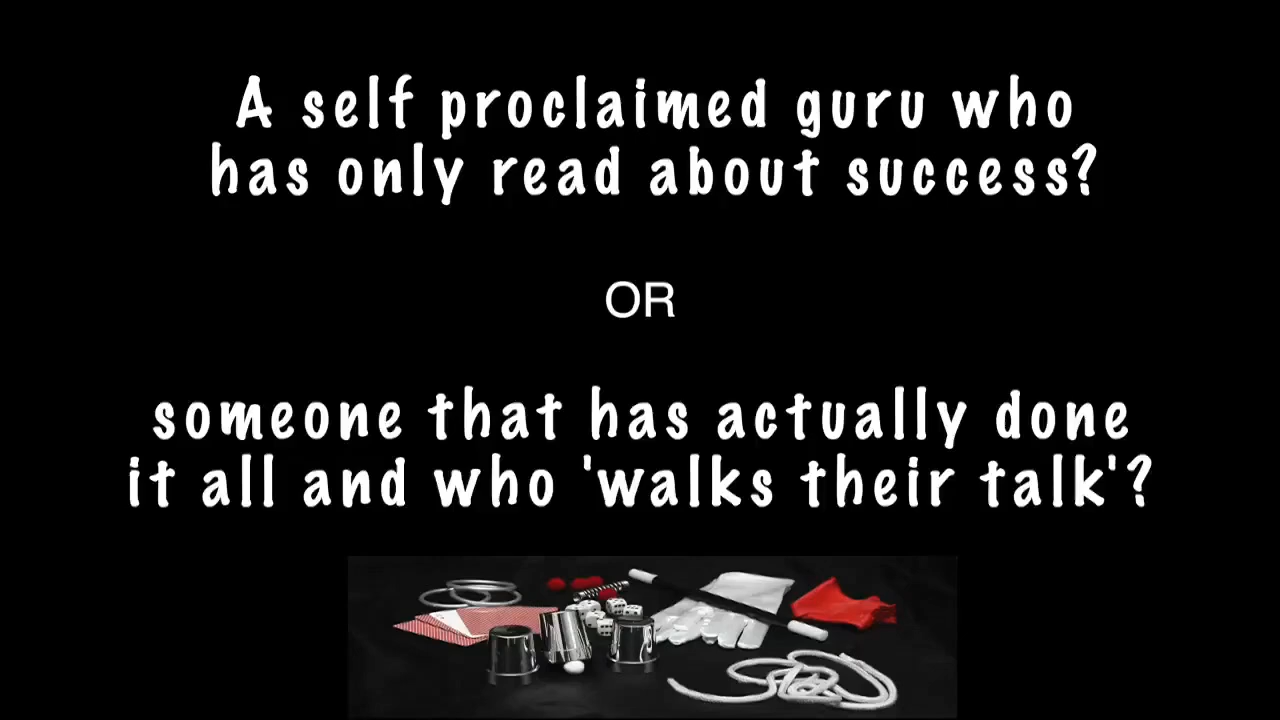 A self proclaimed guru who
has only read about success?
OR
someone that has actually done
it all and who 'walks their talk'?